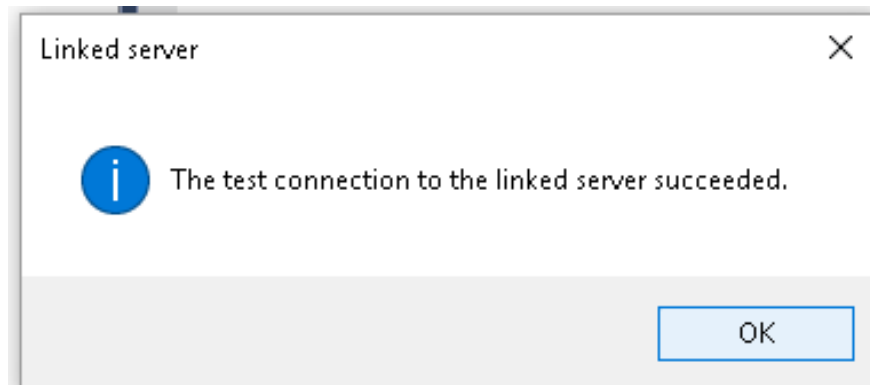 Linked server
The test connection to the linked server succeeded.
OK